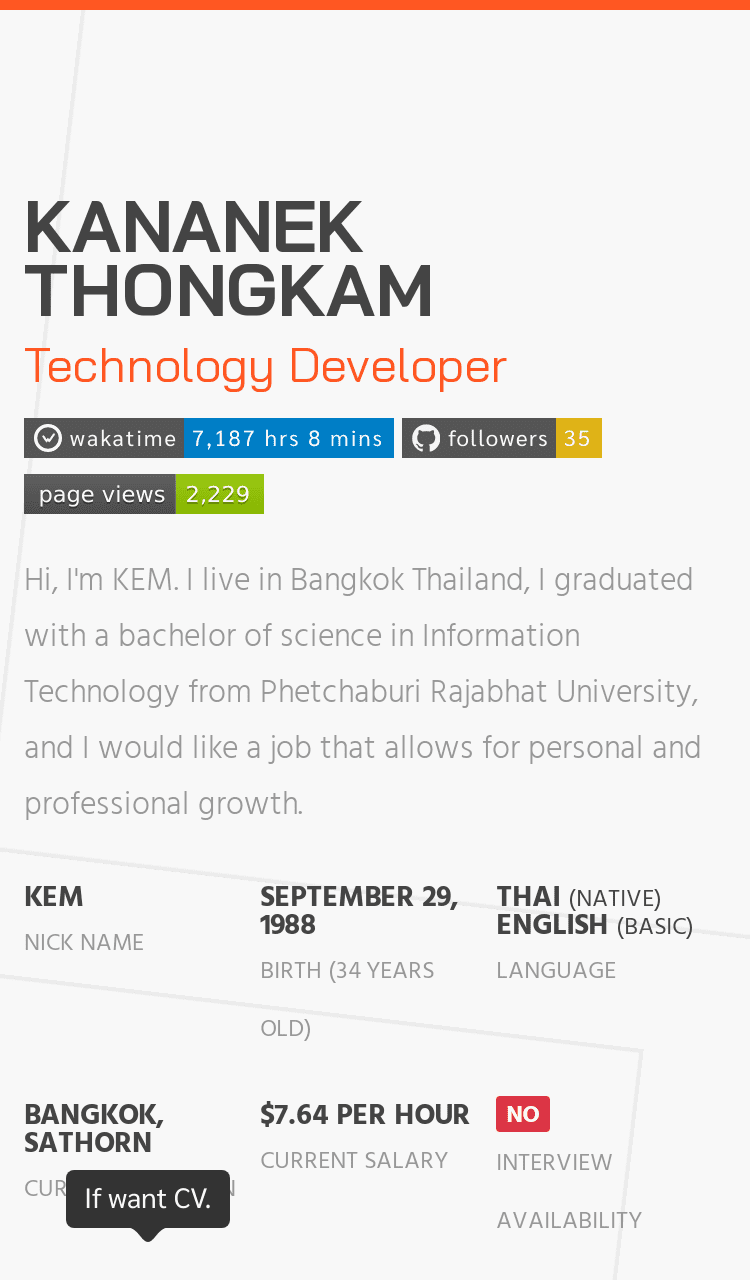 KANANEK
THONGKAM
Technology Developer
wakatime 7,187 hrs 8 mins followers 35
page views 2,229
Hi, I'm KEM. I live in Bangkok Thailand, I graduated
with a bachelor of science in Information
Technology from Phetchaburi Rajabhat University,
and I would like a job that allows for personal and
professional growth.
KEM
NICK NAME
SEPTEMBER 29,
1988
BIRTH (34 YEARS
OLD)
THAI (NATIVE)
ENGLISH (BASIC)
LANGUAGE
BANGKOK,
SATHORN
If want CV.
$7.64 PER HOUR
CURRENT SALARY
NO
INTERVIEW
AVAILABILITY